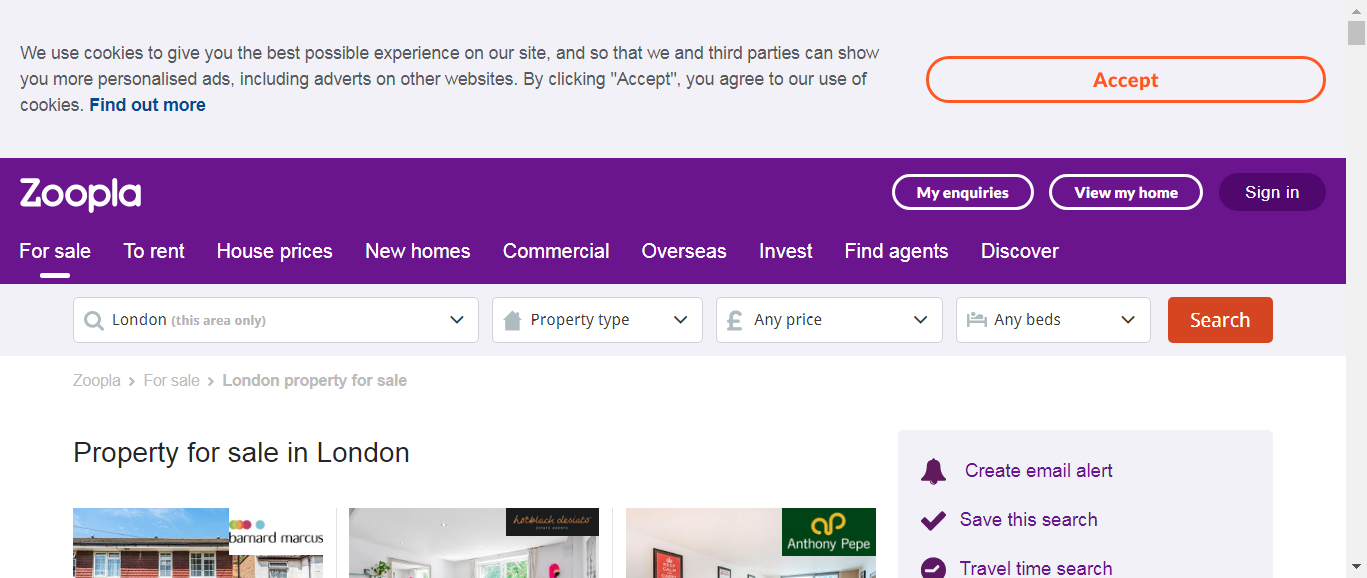 We use cookies to give you the best possible experience on our site, and so that we and third parties can show
you more personalised ads, including adverts on other websites. By clicking "Accept", you agree to our use of
cookies. Find out more
Accept
Zoopla
My enquiries
View my home
Sign in
For sale
To rent
House prices
New homes
Commercial
Overseas
Invest
Find agents
Discover
London (this area only)
Property type
£ Any price
Any beds
Search
Zoopla > For sale > London property for sale
Property for sale in London
Create email alert
Save this search
Travel time search
barnard marcus
hotblack desiato
estate agents
Anthony Pepe
KEEP
CALM